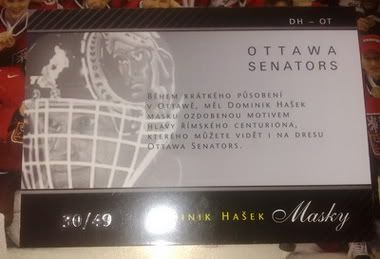 DH – OT
OTTAWA
SENATORS
BĚHEM KRÁTKÉHO PŮSOBENÍ
V OTTAWĚ, MĚL DOMINIK HAŠEK
MASKU OZDOBENOU MOTIVEM
HLAVY ŘÍMSKÉHO CENTURIONA,
KTERÉHO MŮŽETE VIDĚT I NA DRESU
OTTAWA SENATORS.
30/49 DOMINIK HAŠEK Masky